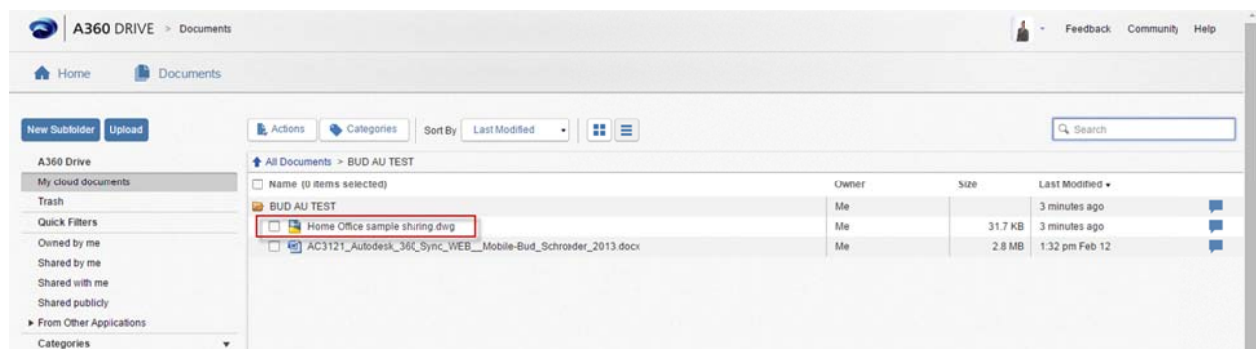 A360 DRIVE > Documents
Feedback Community Help
Home Documents
New Subfolder Upload
Actions Categories Sort By Last Modified
Search
A360 Drive
All Documents > BUD AU TEST
My cloud documents
Name (0 items selected) Owner Size Last Modified
Trash
BUD AU TEST Me 3 minutes ago
Quick Filters
Home Office sample shuring.dwg Me 31.7 KB 3 minutes ago
Owned by me
AC3121_Autodesk_360_Sync_WEB__Mobile-Bud_Schroeder_2013.docx Me 2.8 MB 1:32 pm Feb 12
Shared by me
Shared with me
Shared publicly
From Other Applications
Categories